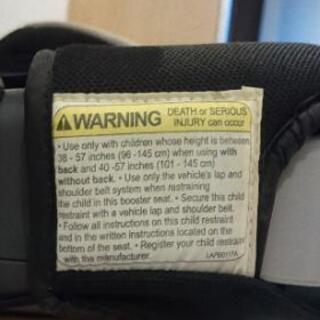 WARNING DEATH or SERIOUS
INJURY can occur
• Use only with children whose height is between
38 - 57 inches (96 -145 cm) when using with
back and 40 -57 inches (101 - 145 cm)
without back. • Use only the vehicle's lap and
shoulder belt system when restraining
the child in this booster seat. • Secure this child
restraint with a vehicle lap and shoulder belt.
• Follow all instructions on this child restraint
and in the written instructions located on the
bottom of the seat. • Register your child restraint
with the manufacturer.